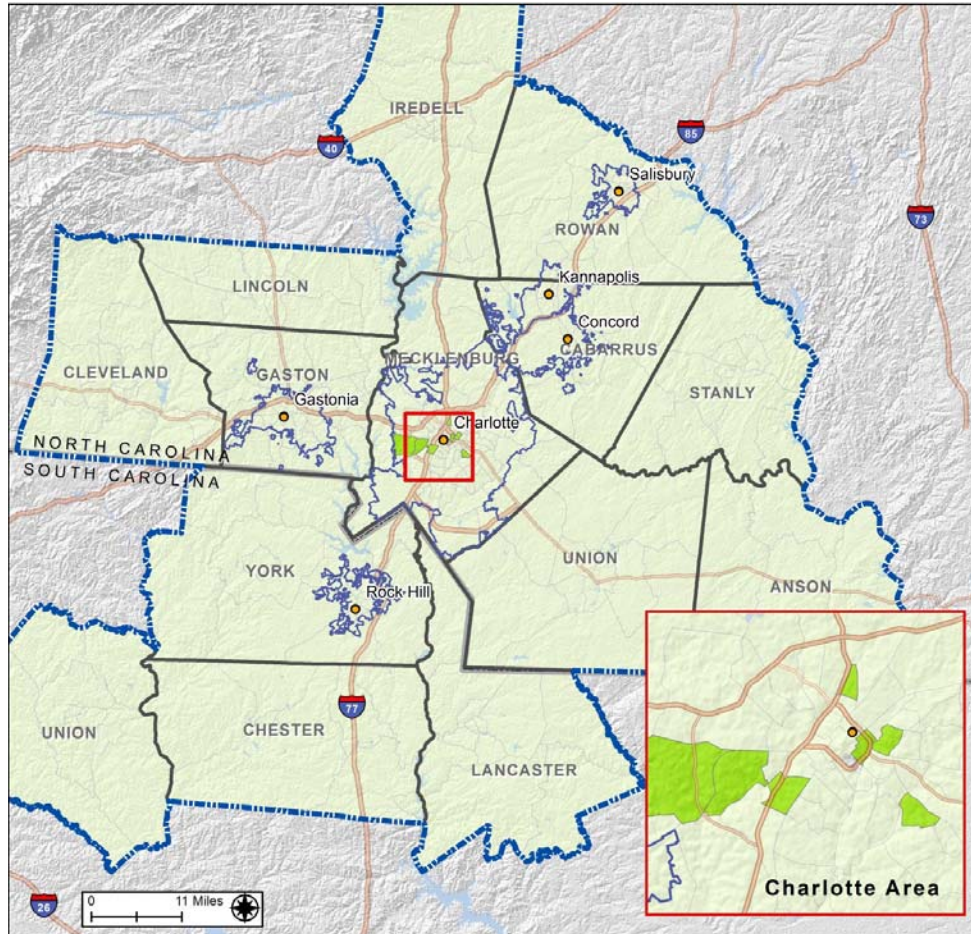 IREDELL
85
40
Salisbury
73
ROWAN
Kannapolis
LINCOLN
Concord
MECKLENBURG
CABARRUS
CLEVELAND
GASTON
STANLY
Gastonia
Charlotte
NORTH CAROLINA
SOUTH CAROLINA
UNION
YORK
ANSON
Rock Hill
77
UNION
CHESTER
LANCASTER
Charlotte Area
0 11 Miles
26